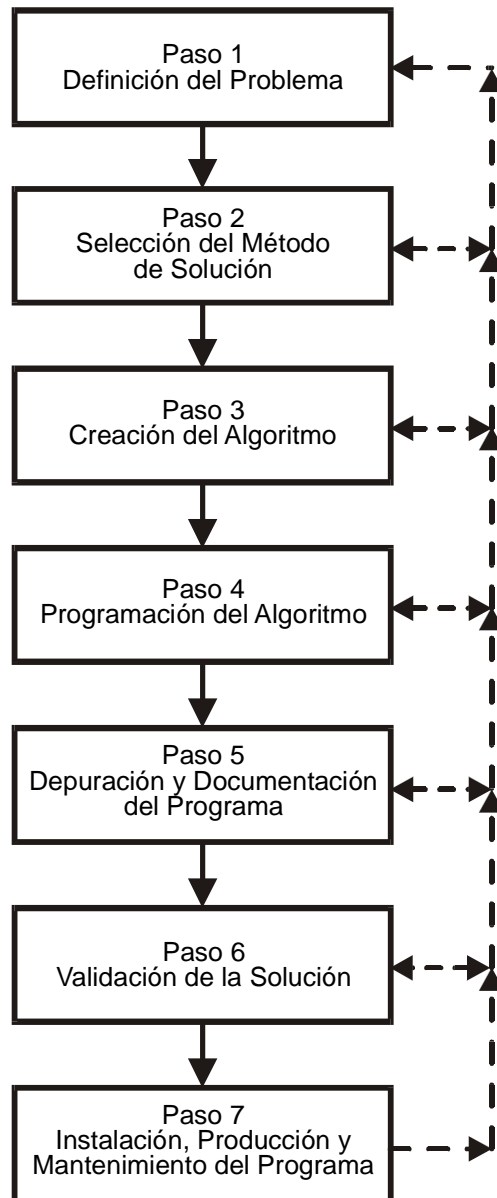 Paso 1
Definición del Problema
Paso 2
Selección del Método
de Solución
Paso 3
Creación del Algoritmo
Paso 4
Programación del Algoritmo
Paso 5
Depuración y Documentación
del Programa
Paso 6
Validación de la Solución
Paso 7
Instalación, Producción y
Mantenimiento del Programa